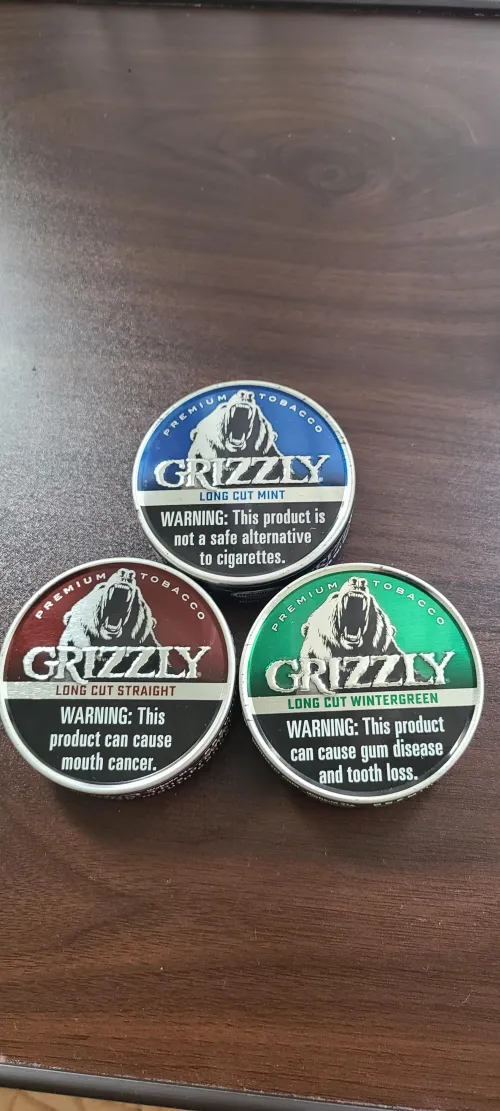 PREMIUM TOBACCO
GRIZZLY
LONG CUT MINT
WARNING: This product is
not a safe alternative
to cigarettes.
PREMIUM TOBACCO
GRIZZLY
LONG CUT STRAIGHT
WARNING: This
product can cause
mouth cancer.
PREMIUM TOBACCO
GRIZZLY
LONG CUT WINTERGREEN
WARNING: This product
can cause gum disease
and tooth loss.